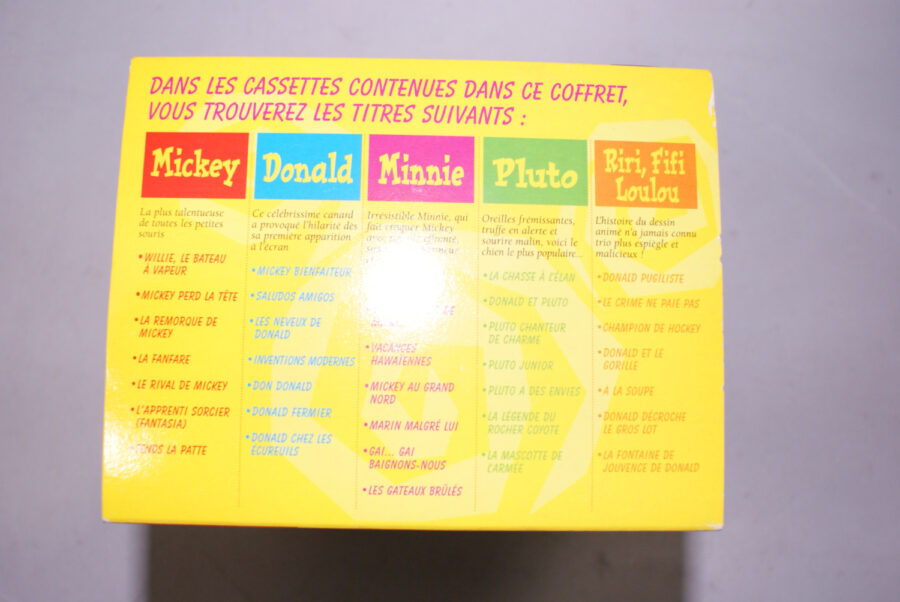 DANS LES CASSETTES CONTENUES DANS CE COFFRET,
VOUS TROUVEREZ LES TITRES SUIVANTS :
Mickey
La plus talentueuse
de toutes les petites
souris
• WILLIE, LE BATEAU
À VAPEUR
• MICKEY PERD LA TÊTE
• LA REMORQUE DE
MICKEY
• LA FANFARE
• LE RIVAL DE MICKEY
• L'APPRENTI SORCIER
(FANTASIA)
LA PATTE
Donald
Ce célébrissime canard
a provoqué l'hilarité dès
sa première apparition
à l'écran
• MICKEY BIENFAITEUR
• SALUDOS AMIGOS
• LES NEVEUX DE
DONALD
• INVENTIONS MODERNES
• DON DONALD
• DONALD FERMIER
• DONALD CHEZ LES
ÉCUREUILS
Minnie
Irrésistible Minnie, qui
fait craquer Mickey
• VACANCES
HAWAÏENNES
• MICKEY AU GRAND
NORD
• MARIN MALGRÉ LUI
• GAI... GAI
BAIGNONS-NOUS
• LES GATEAUX BRÛLÉS
Pluto
Oreilles frémissantes,
truffe en alerte et
sourire malin, voici le
chien le plus populaire...
• LA CHASSE À L'ÉLAN
• DONALD ET PLUTO
• PLUTO CHANTEUR
DE CHARME
• PLUTO JUNIOR
• PLUTO A DES ENVIES
• LA LÉGENDE DU
ROCHER COYOTE
• LA MASCOTTE DE
CARMÉE
Riri, Fifi
Loulou
L'histoire du dessin
animé n'a jamais connu
trio plus espiègle et
malicieux !
• DONALD PUGILISTE
• LE CRIME NE PAIE PAS
• CHAMPION DE HOCKEY
• DONALD ET LE
GORILLE
• A LA SOUPE
• DONALD DÉCROCHE
LE GROS LOT
• LA FONTAINE DE
JOUVENCE DE DONALD